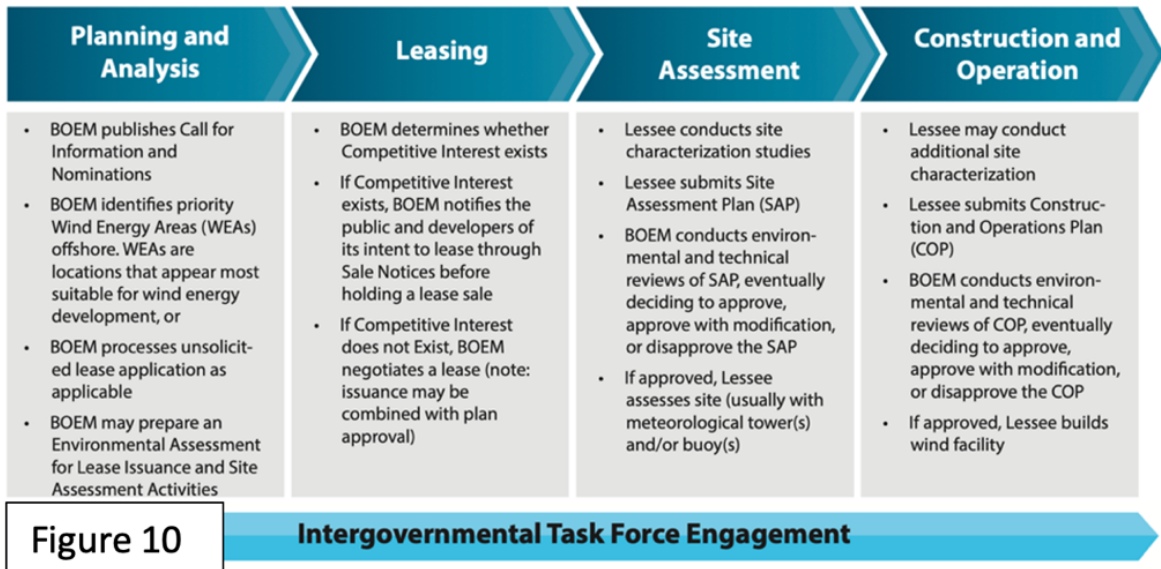 Planning and
Analysis
• BOEM publishes Call for
Information and
Nominations
• BOEM identifies priority
Wind Energy Areas (WEAs)
offshore. WEAs are
locations that appear most
suitable for wind energy
development, or
• BOEM processes unsolicit-
ed lease application as
applicable
• BOEM may prepare an
Environmental Assessment
for Lease Issuance and Site
Assessment Activities
Leasing
• BOEM determines whether
Competitive Interest exists
• If Competitive Interest
exists, BOEM notifies the
public and developers of
its intent to lease through
Sale Notices before
holding a lease sale
• If Competitive Interest
does not Exist, BOEM
negotiates a lease (note:
issuance may be
combined with plan
approval)
Site
Assessment
• Lessee conducts site
characterization studies
• Lessee submits Site
Assessment Plan (SAP)
• BOEM conducts environ-
mental and technical
reviews of SAP, eventually
deciding to approve,
approve with modification,
or disapprove the SAP
• If approved, Lessee
assesses site (usually with
meteorological tower(s)
and/or buoy(s)
Construction and
Operation
• Lessee may conduct
additional site
characterization
• Lessee submits Construc-
tion and Operations Plan
(COP)
• BOEM conducts environ-
mental and technical
reviews of COP, eventually
deciding to approve,
approve with modification,
or disapprove the COP
• If approved, Lessee builds
wind facility
Figure 10
Intergovernmental Task Force Engagement